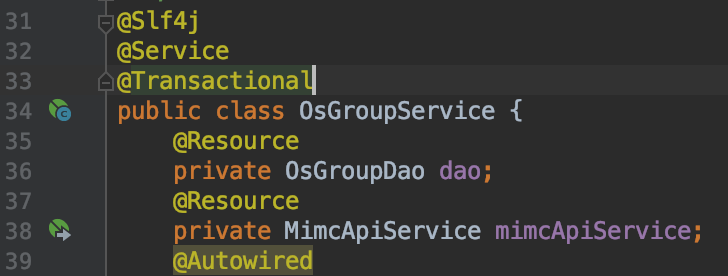 31 @Slf4j
32 @Service
33 @Transactional
34 public class OsGroupService {
35 @Resource
36 private OsGroupDao dao;
37 @Resource
38 private MimcApiService mimcApiService;
39 @Autowired